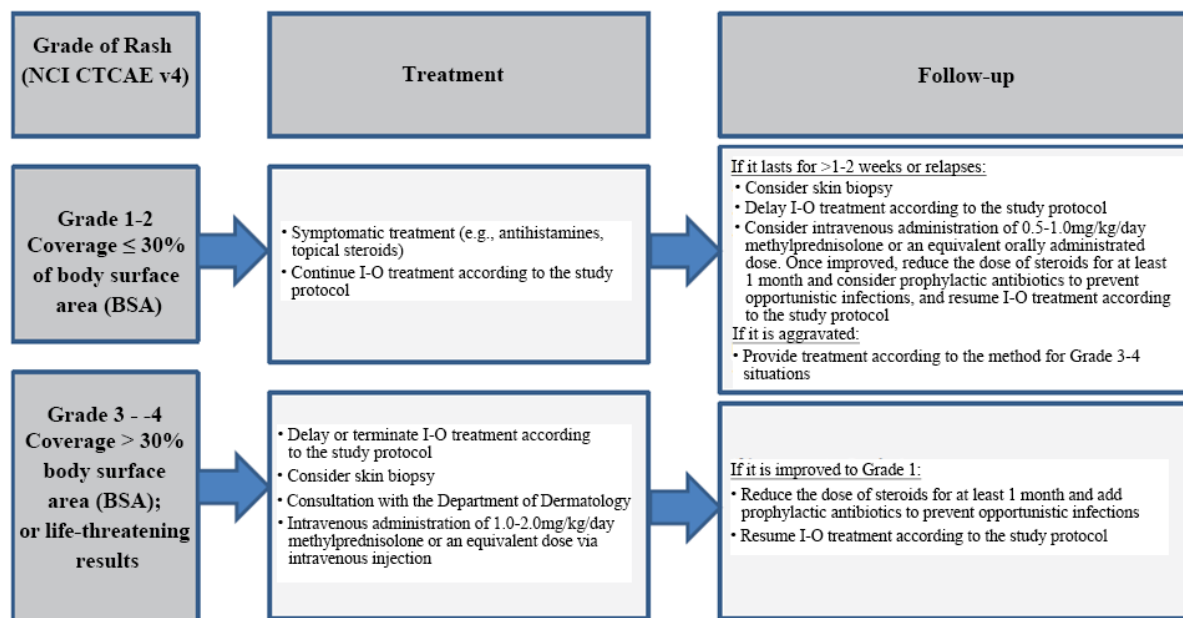 Grade of Rash
(NCI CTCAE v4)
Treatment
Follow-up
Grade 1-2
Coverage ≤ 30%
of body surface
area (BSA)
• Symptomatic treatment (e.g., antihistamines,
topical steroids)
• Continue I-O treatment according to the study
protocol
If it lasts for >1-2 weeks or relapses:
• Consider skin biopsy
• Delay I-O treatment according to the study protocol
• Consider intravenous administration of 0.5-1.0mg/kg/day
methylprednisolone or an equivalent orally administrated
dose. Once improved, reduce the dose of steroids for at least
1 month and consider prophylactic antibiotics to prevent
opportunistic infections, and resume I-O treatment according
to the study protocol
If it is aggravated:
• Provide treatment according to the method for Grade 3-4
situations
Grade 3 - -4
Coverage > 30%
body surface
area (BSA);
or life-threatening
results
• Delay or terminate I-O treatment according
to the study protocol
• Consider skin biopsy
• Consultation with the Department of Dermatology
• Intravenous administration of 1.0-2.0mg/kg/day
methylprednisolone or an equivalent dose via
intravenous injection
If it is improved to Grade 1:
• Reduce the dose of steroids for at least 1 month and add
prophylactic antibiotics to prevent opportunistic infections
• Resume I-O treatment according to the study protocol